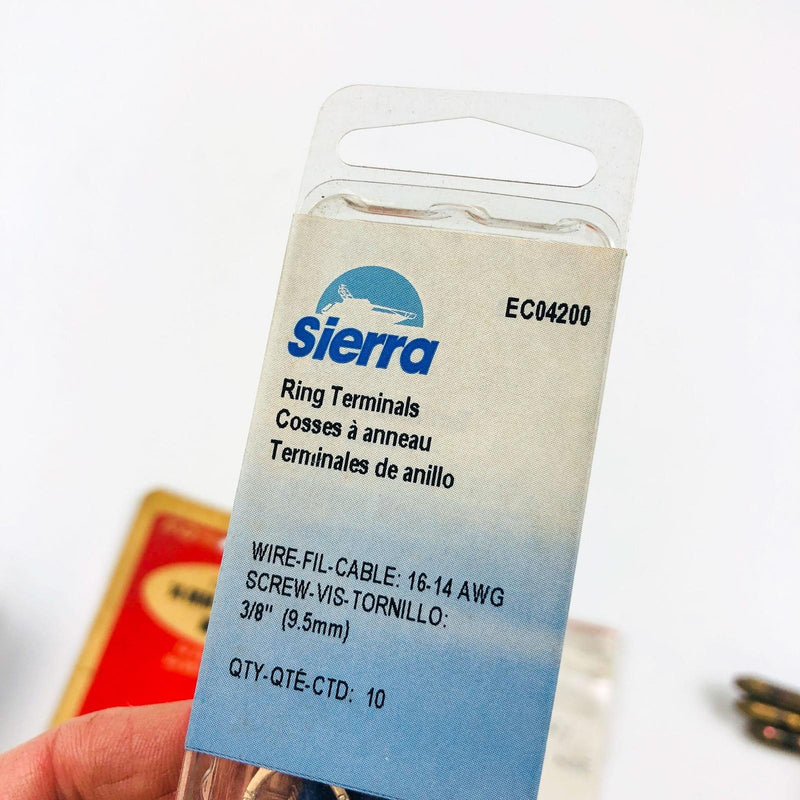 Sierra
EC04200
Ring Terminals
Cosses à anneau
Terminales de anillo
WIRE-FIL-CABLE: 16-14 AWG
SCREW-VIS-TORNILLO:
3/8" (9.5mm)
QTY-QTÉ-CTD: 10